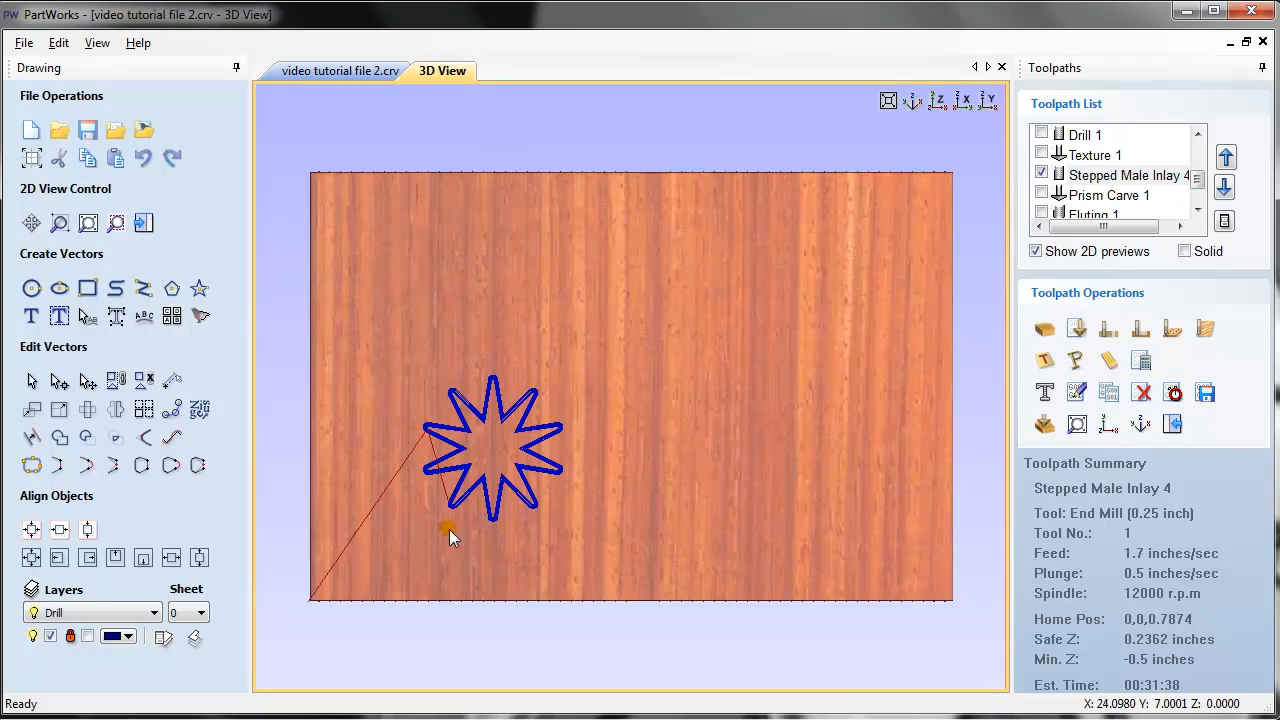 PW PartWorks - [video tutorial file 2.crv - 3D View]
File Edit View Help
Drawing
File Operations
2D View Control
Create Vectors
Edit Vectors
Align Objects
Layers Sheet
Drill 0
Ready
video tutorial file 2.crv 3D View
Z X Y
Toolpaths
Toolpath List
Drill 1
Texture 1
Stepped Male Inlay 4
Prism Carve 1
Fluting 1
Show 2D previews Solid
Toolpath Operations
Toolpath Summary
Stepped Male Inlay 4
Tool: End Mill (0.25 inch)
Tool No.: 1
Feed: 1.7 inches/sec
Plunge: 0.5 inches/sec
Spindle: 12000 r.p.m
Home Pos: 0,0,0.7874
Safe Z: 0.2362 inches
Min. Z: -0.5 inches
Est. Time: 00:31:38
X: 24.0980 Y: 7.0001 Z: 0.0000